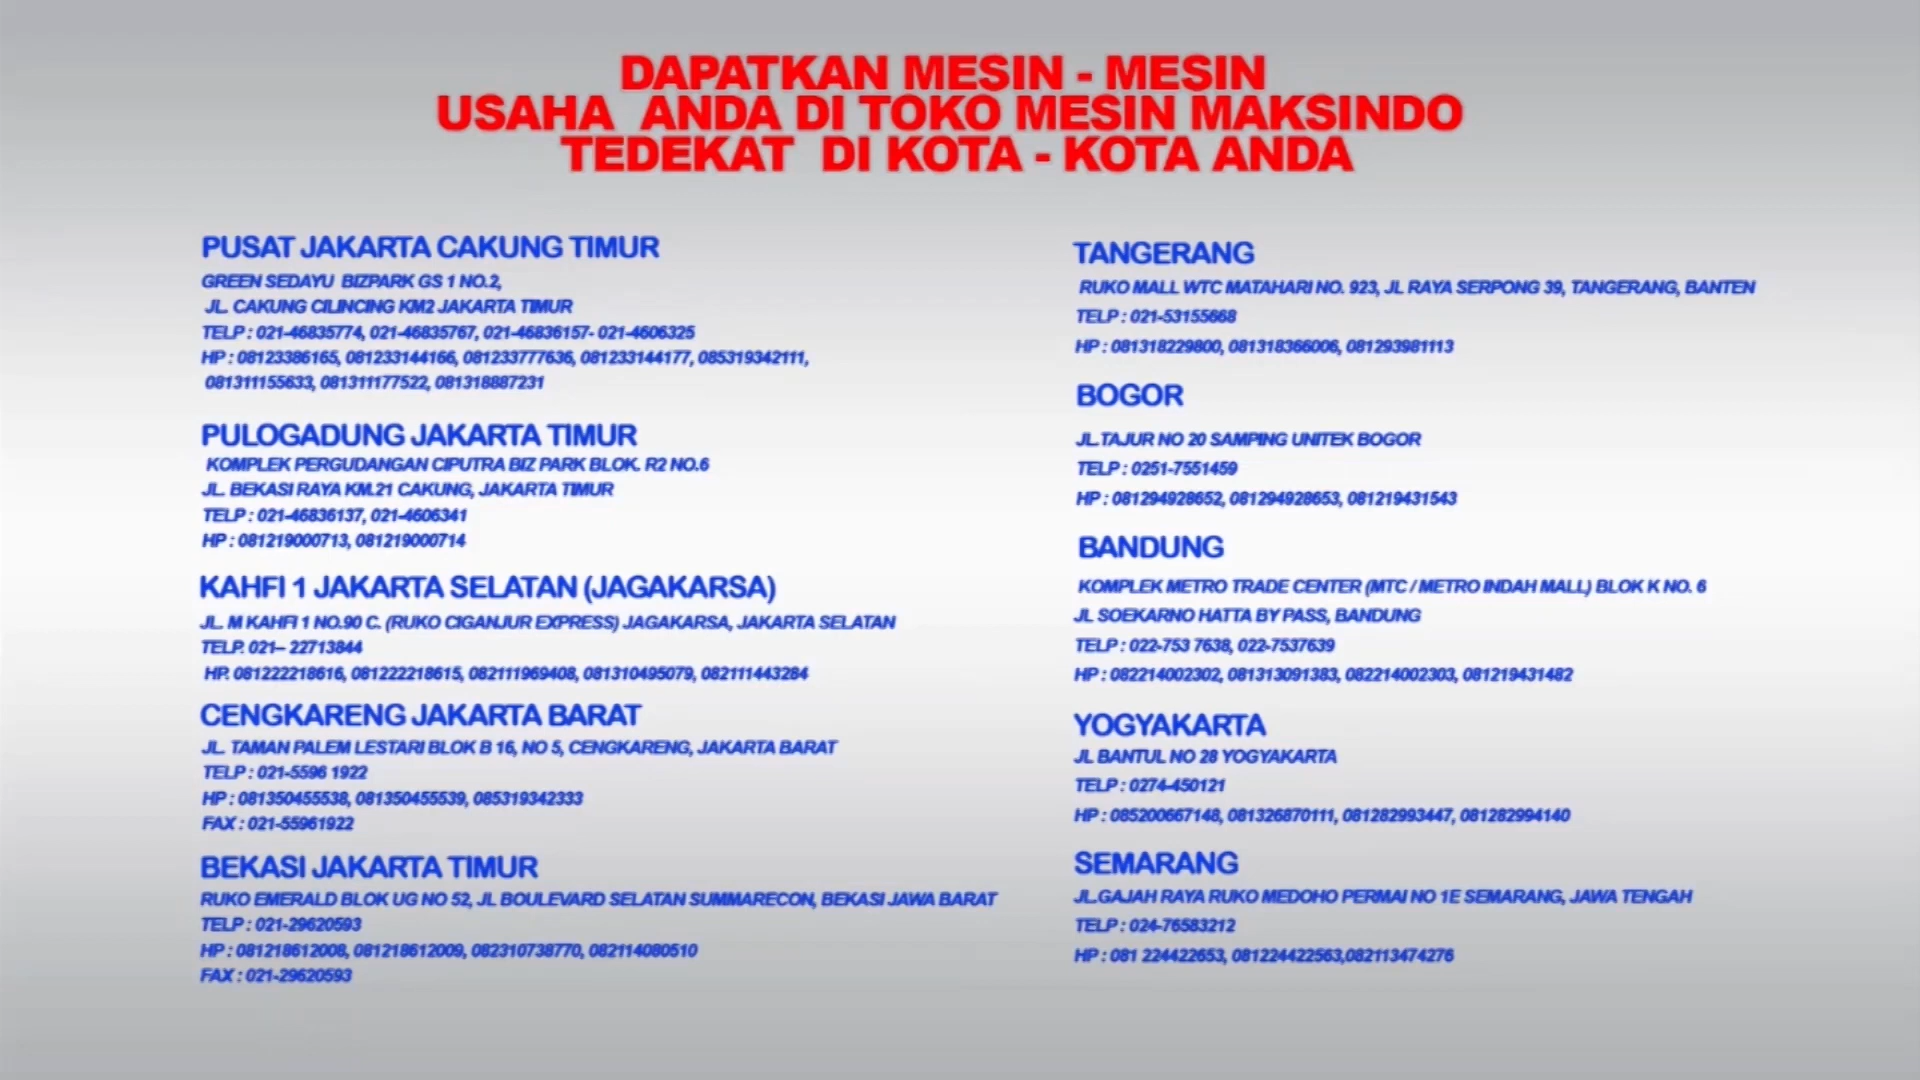 DAPATKAN MESIN - MESIN
USAHA ANDA DI TOKO MESIN MAKSINDO
TEDEKAT DI KOTA - KOTA ANDA
PUSAT JAKARTA CAKUNG TIMUR
GREEN SEDAYU BIZPARK GS 1 NO.2,
JL. CAKUNG CILINCING KM2 JAKARTA TIMUR
TELP : 021-46835774, 021-46835767, 021-46836157- 021-4606325
HP : 08123386165, 081233144166, 081233777636, 081233144177, 085319342111,
081311155633, 081311177522, 081318887231
PULOGADUNG JAKARTA TIMUR
KOMPLEK PERGUDANGAN CIPUTRA BIZ PARK BLOK. R2 NO.6
JL. BEKASI RAYA KM.21 CAKUNG, JAKARTA TIMUR
TELP : 021-46836137, 021-4606341
HP : 081219000713, 081219000714
KAHFI 1 JAKARTA SELATAN (JAGAKARSA)
JL. M KAHFI 1 NO.90 C. (RUKO CIGANJUR EXPRESS) JAGAKARSA, JAKARTA SELATAN
TELP. 021– 22713844
HP. 081222218616, 081222218615, 082111969408, 081310495079, 082111443284
CENGKARENG JAKARTA BARAT
JL. TAMAN PALEM LESTARI BLOK B 16, NO 5, CENGKARENG, JAKARTA BARAT
TELP : 021-5596 1922
HP : 081350455538, 081350455539, 085319342333
FAX : 021-55961922
BEKASI JAKARTA TIMUR
RUKO EMERALD BLOK UG NO 52, JL BOULEVARD SELATAN SUMMARECON, BEKASI JAWA BARAT
TELP : 021-29620593
HP : 081218612008, 081218612009, 082310738770, 082114080510
FAX : 021-29620593
TANGERANG
RUKO MALL WTC MATAHARI NO. 923, JL RAYA SERPONG 39, TANGERANG, BANTEN
TELP : 021-53155668
HP : 081318229800, 081318366006, 081293981113
BOGOR
JL.TAJUR NO 20 SAMPING UNITEK BOGOR
TELP : 0251-7551459
HP : 081294928652, 081294928653, 081219431543
BANDUNG
KOMPLEK METRO TRADE CENTER (MTC / METRO INDAH MALL) BLOK K NO. 6
JL SOEKARNO HATTA BY PASS, BANDUNG
TELP : 022-753 7638, 022-7537639
HP : 082214002302, 081313091383, 082214002303, 081219431482
YOGYAKARTA
JL BANTUL NO 28 YOGYAKARTA
TELP : 0274-450121
HP : 085200667148, 081326870111, 081282993447, 081282994140
SEMARANG
JL.GAJAH RAYA RUKO MEDOHO PERMAI NO 1E SEMARANG, JAWA TENGAH
TELP : 024-76583212
HP : 081 224422653, 081224422563,082113474276